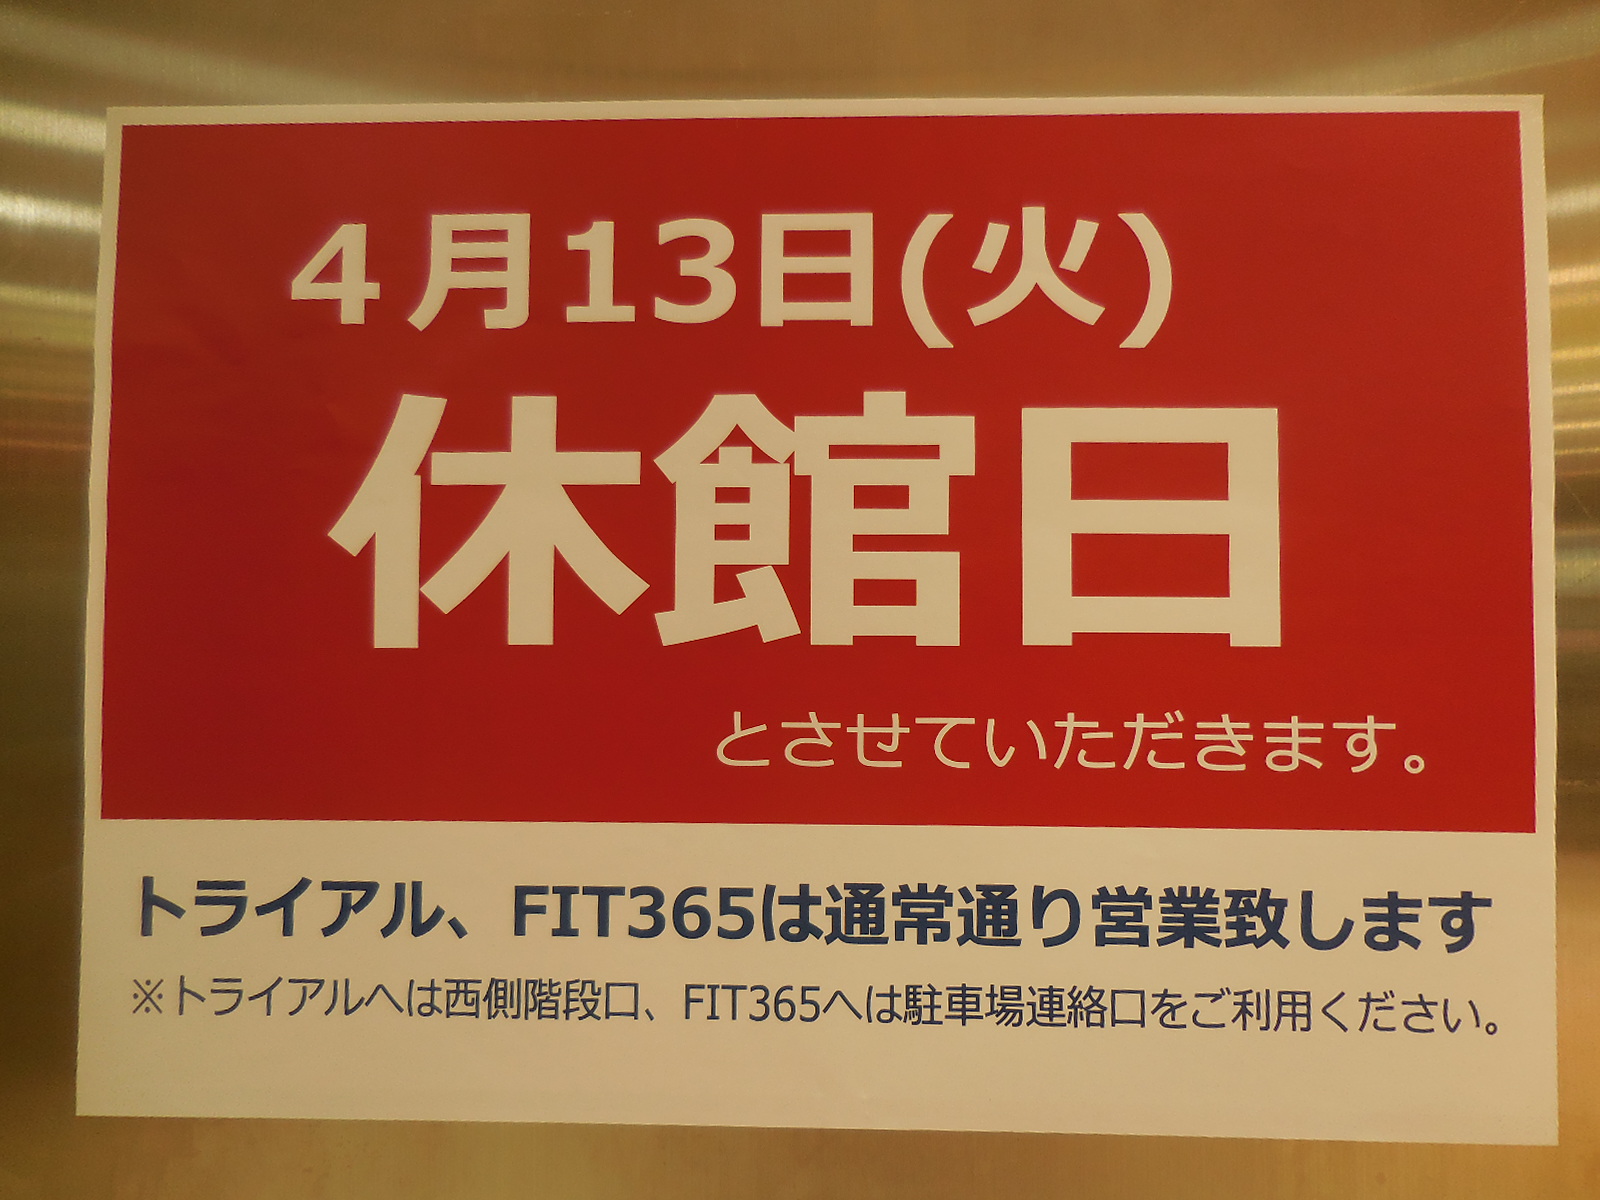 ４月13日(火)
休館日
とさせていただきます。
トライアル、FIT365は通常通り営業致します
※トライアルへは西側階段口、FIT365へは駐車場連絡口をご利用ください。